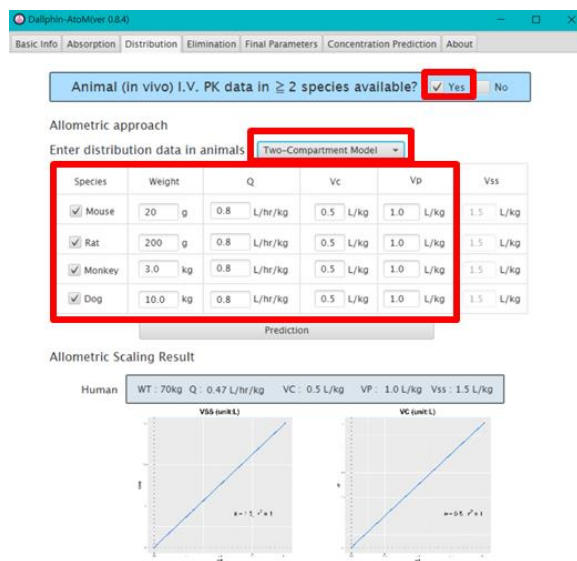 Dallphin-AtoM(ver 0.8.4)
Basic Info Absorption Distribution Elimination Final Parameters Concentration Prediction About
Animal (in vivo) I.V. PK data in ≧ 2 species available? Yes No
Allometric approach
Enter distribution data in animals Two-Compartment Model
Species Weight Q Vc Vp Vss
Mouse 20 g 0.8 L/hr/kg 0.5 L/kg 1.0 L/kg 1.5 L/kg
Rat 200 g 0.8 L/hr/kg 0.5 L/kg 1.0 L/kg 1.5 L/kg
Monkey 3.0 kg 0.8 L/hr/kg 0.5 L/kg 1.0 L/kg 1.5 L/kg
Dog 10.0 kg 0.8 L/hr/kg 0.5 L/kg 1.0 L/kg 1.5 L/kg
Prediction
Allometric Scaling Result
Human WT : 70kg Q : 0.47 L/hr/kg VC : 0.5 L/kg VP : 1.0 L/kg Vss : 1.5 L/kg
VSS (unit:L) VC (unit:L)